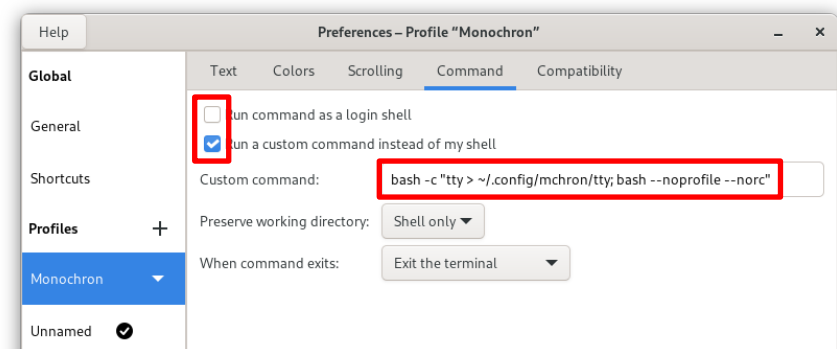 Help
Preferences – Profile “Monochron”
Global
General
Shortcuts
Profiles
Monochron
Unnamed
Text Colors Scrolling Command Compatibility
Run command as a login shell
Run a custom command instead of my shell
Custom command: bash -c "tty > ~/.config/mchron/tty; bash --noprofile --norc"
Preserve working directory: Shell only
When command exits: Exit the terminal